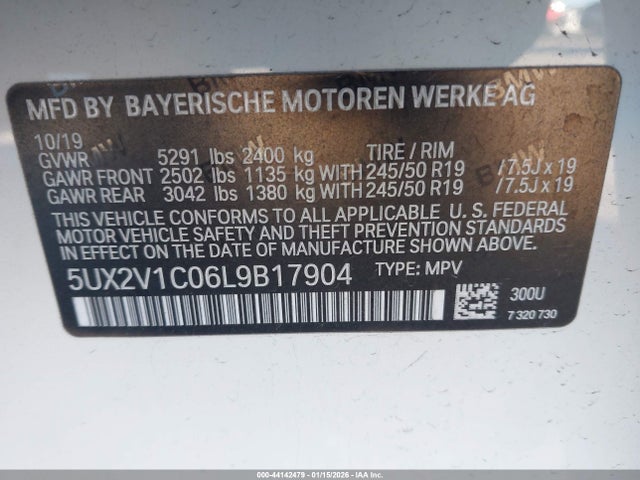 MFD BY BAYERISCHE MOTOREN WERKE AG
10/19
GVWR 5291 lbs 2400 kg TIRE / RIM
GAWR FRONT 2502 lbs 1135 kg WITH 245/50 R19 / 7.5J x 19
GAWR REAR 3042 lbs 1380 kg WITH 245/50 R19 / 7.5J x 19
THIS VEHICLE CONFORMS TO ALL APPLICABLE U. S. FEDERAL
MOTOR VEHICLE SAFETY AND THEFT PREVENTION STANDARDS
IN EFFECT ON THE DATE OF MANUFACTURE SHOWN ABOVE.
5UX2V1C06L9B17904 TYPE: MPV
300U
7 320 730
000-44142479 - 01/15/2026 - IAA Inc.